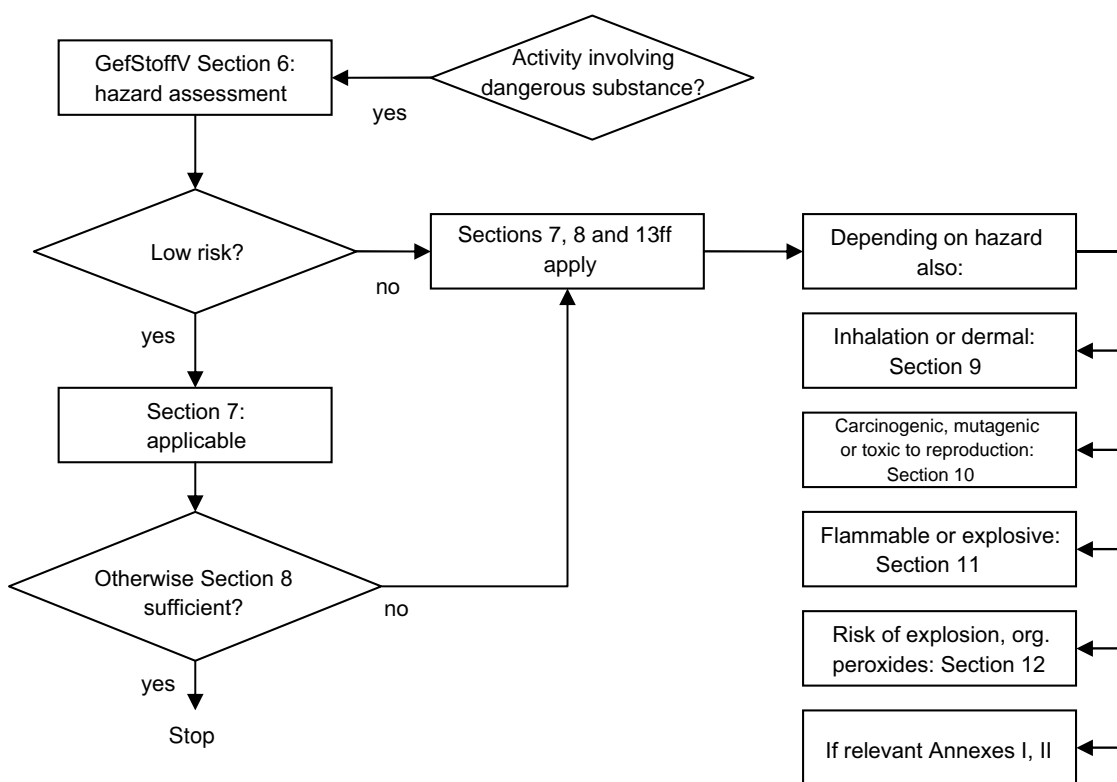 GefStoffV Section 6:
hazard assessment
Activity involving
dangerous substance?
yes
Low risk?
no
Sections 7, 8 and 13ff
apply
Depending on hazard
also:
yes
Inhalation or dermal:
Section 9
Section 7:
applicable
Carcinogenic, mutagenic
or toxic to reproduction:
Section 10
Otherwise Section 8
sufficient?
no
Flammable or explosive:
Section 11
Risk of explosion, org.
peroxides: Section 12
yes
Stop
If relevant Annexes I, II